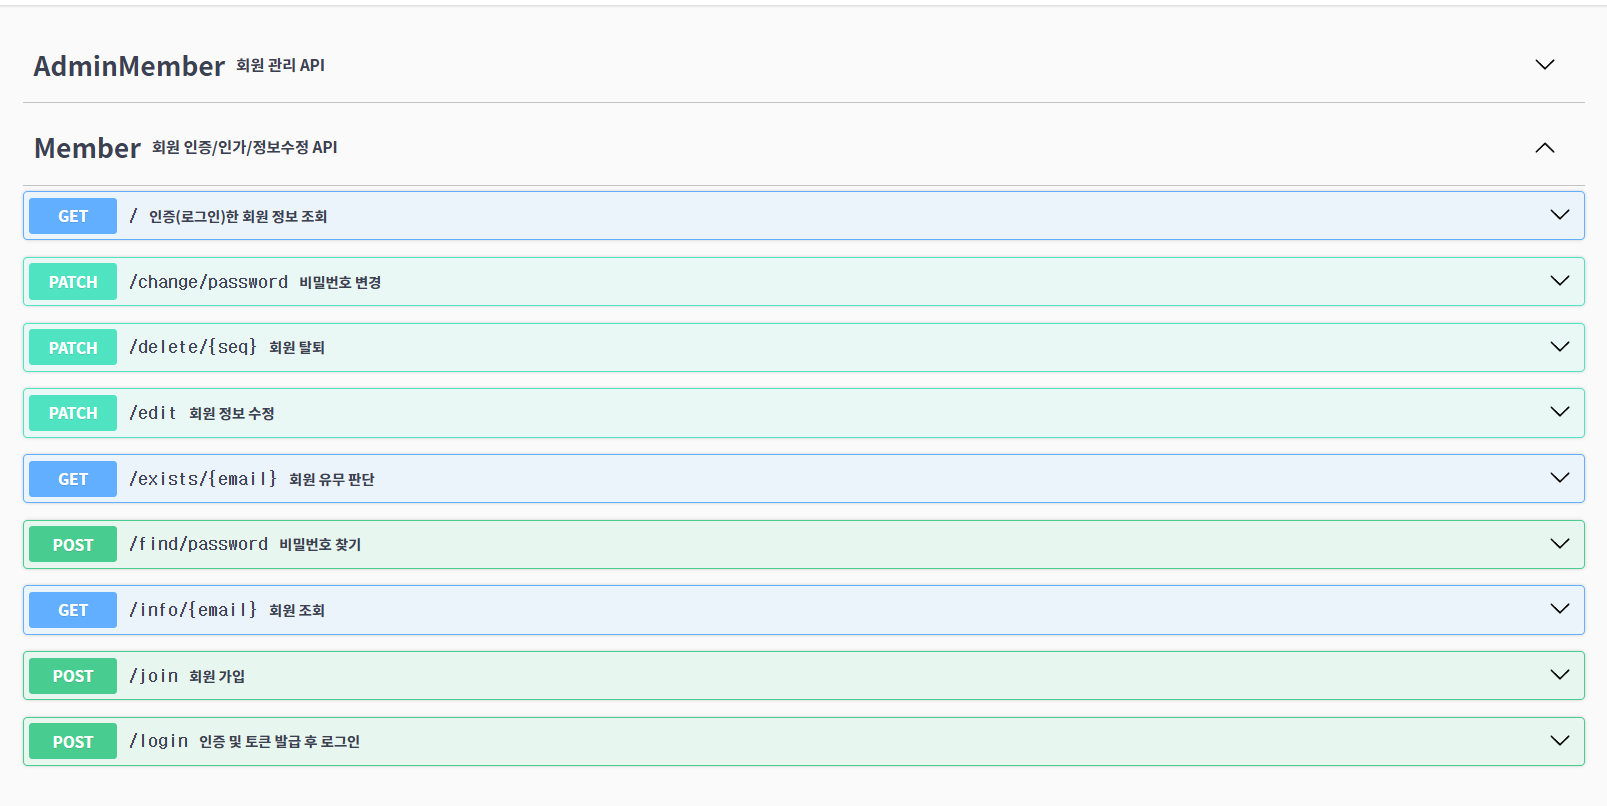 AdminMember 회원 관리 API
Member 회원 인증/인가/정보수정 API
GET / 인증(로그인)한 회원 정보 조회
PATCH /change/password 비밀번호 변경
PATCH /delete/{seq} 회원 탈퇴
PATCH /edit 회원 정보 수정
GET /exists/{email} 회원 유무 판단
POST /find/password 비밀번호 찾기
GET /info/{email} 회원 조회
POST /join 회원 가입
POST /login 인증 및 토큰 발급 후 로그인